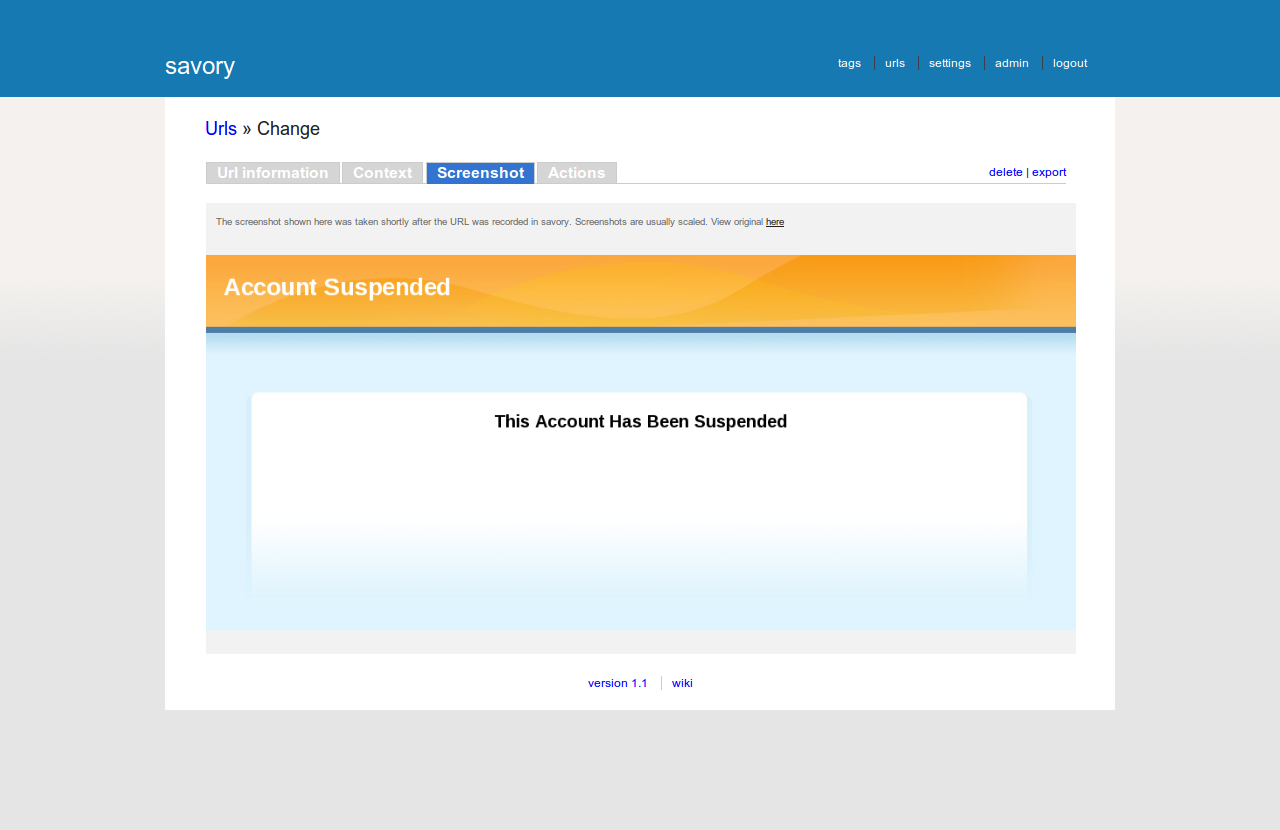 savory
tags urls settings admin logout
Urls » Change
Url information Context Screenshot Actions delete | export
The screenshot shown here was taken shortly after the URL was recorded in savory. Screenshots are usually scaled. View original here
Account Suspended
This Account Has Been Suspended
version 1.1 wiki